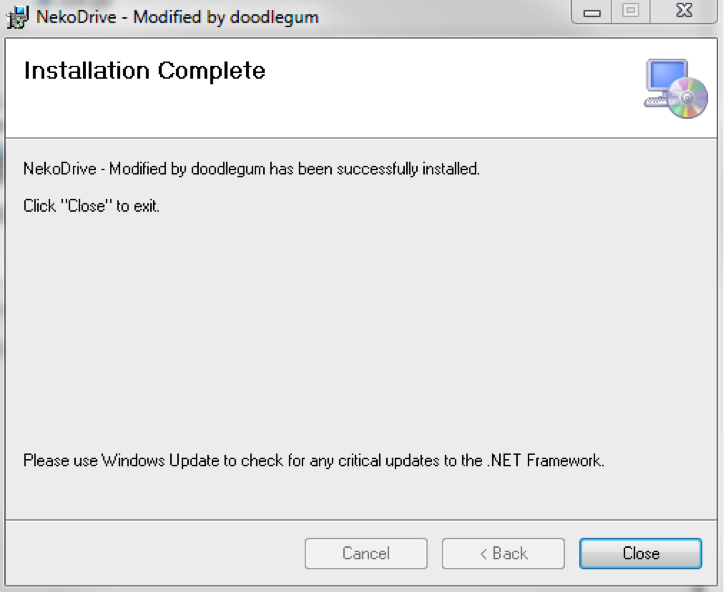 NekoDrive - Modified by doodlegum
Installation Complete
NekoDrive - Modified by doodlegum has been successfully installed.
Click "Close" to exit.
Please use Windows Update to check for any critical updates to the .NET Framework.
Cancel
< Back
Close